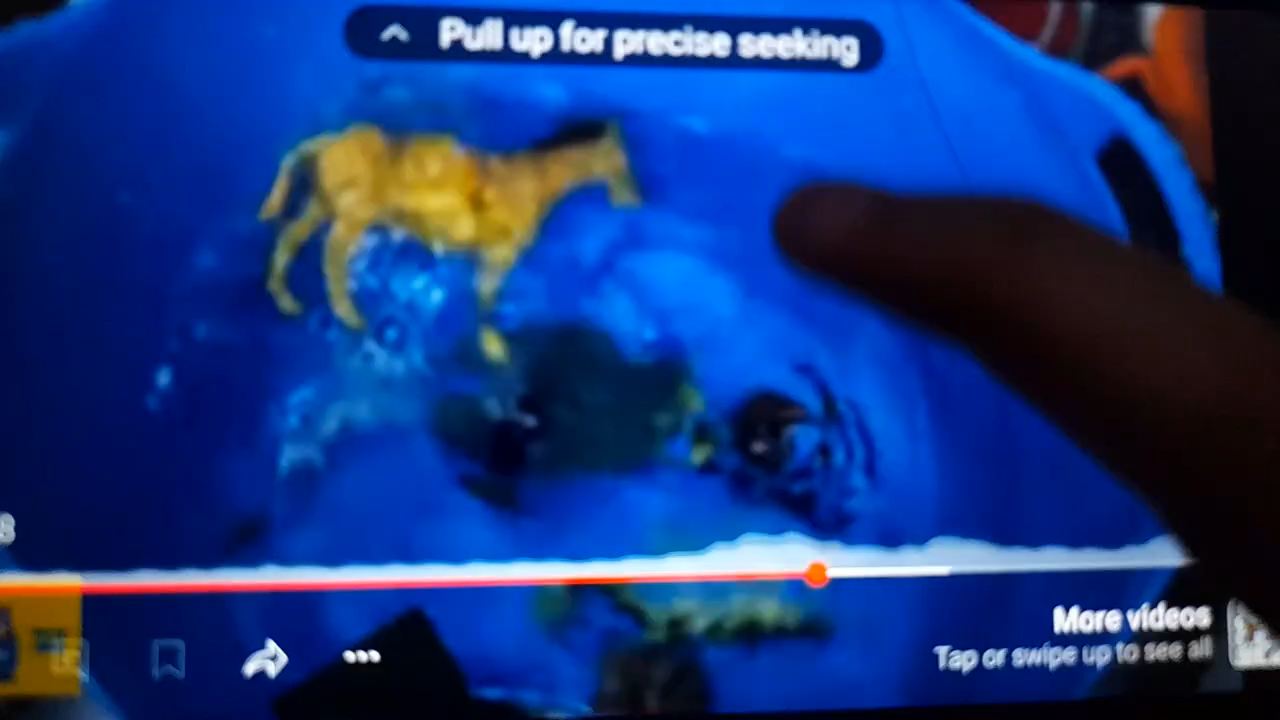 Pull up for precise seeking
More videos
Tap or swipe up to see all